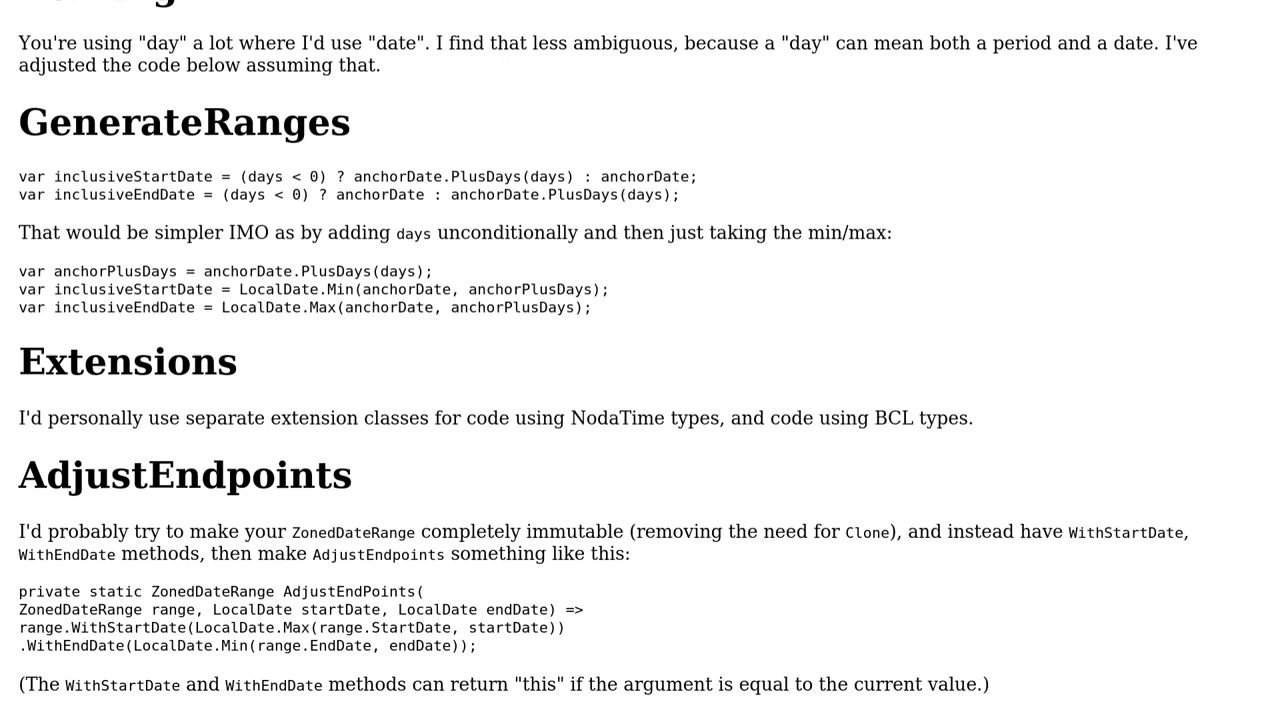 You're using "day" a lot where I'd use "date". I find that less ambiguous, because a "day" can mean both a period and a date. I've
adjusted the code below assuming that.
GenerateRanges
var inclusiveStartDate = (days < 0) ? anchorDate.PlusDays(days) : anchorDate;
var inclusiveEndDate = (days < 0) ? anchorDate : anchorDate.PlusDays(days);
That would be simpler IMO as by adding days unconditionally and then just taking the min/max:
var anchorPlusDays = anchorDate.PlusDays(days);
var inclusiveStartDate = LocalDate.Min(anchorDate, anchorPlusDays);
var inclusiveEndDate = LocalDate.Max(anchorDate, anchorPlusDays);
Extensions
I'd personally use separate extension classes for code using NodaTime types, and code using BCL types.
AdjustEndpoints
I'd probably try to make your ZonedDateRange completely immutable (removing the need for Clone), and instead have WithStartDate,
WithEndDate methods, then make AdjustEndpoints something like this:
private static ZonedDateRange AdjustEndPoints(
ZonedDateRange range, LocalDate startDate, LocalDate endDate) =>
range.WithStartDate(LocalDate.Max(range.StartDate, startDate))
.WithEndDate(LocalDate.Min(range.EndDate, endDate));
(The WithStartDate and WithEndDate methods can return "this" if the argument is equal to the current value.)